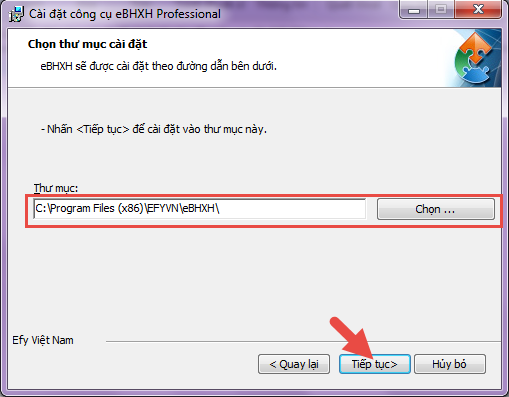 Cài đặt công cụ eBHXH Professional
Chọn thư mục cài đặt
eBHXH sẽ được cài đặt theo đường dẫn bên dưới.
- Nhấn <Tiếp tục> để cài đặt vào thư mục này.
Thư mục:
C:\Program Files (x86)\EFYVN\eBHXH\
Chọn ...
Efy Việt Nam
< Quay lại
Tiếp tục>
Hủy bỏ